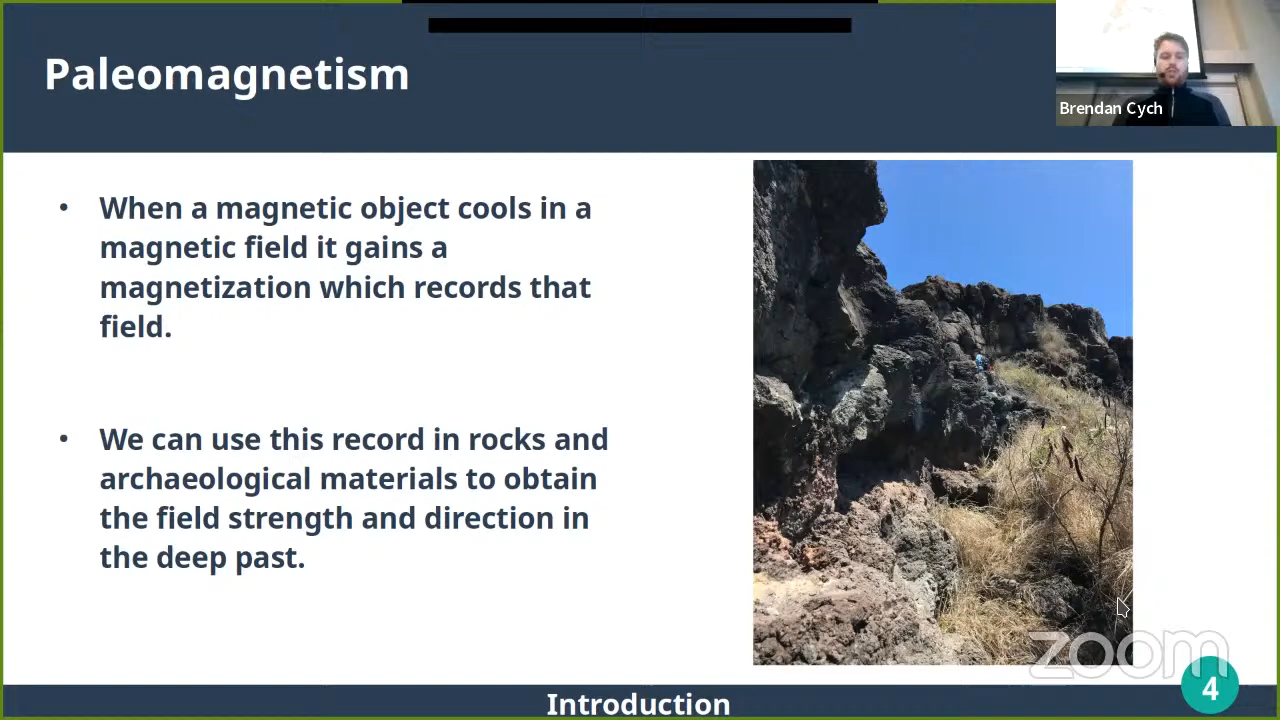 Paleomagnetism
Brendan Cych
• When a magnetic object cools in a
magnetic field it gains a
magnetization which records that
field.
• We can use this record in rocks and
archaeological materials to obtain
the field strength and direction in
the deep past.
zoom
Introduction
4